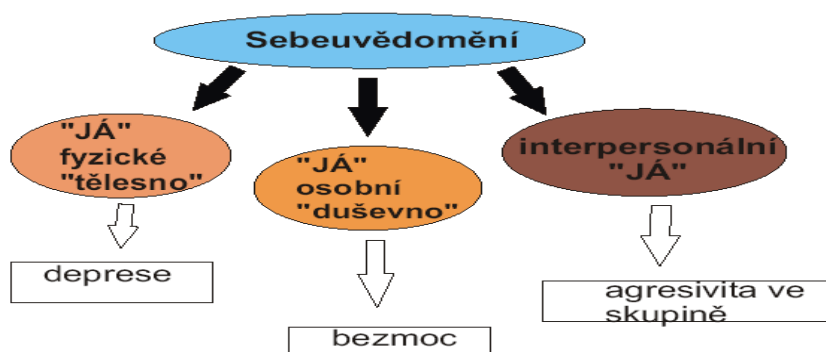 Sebeuvědomění
"JÁ"
fyzické
"tělesno"
"JÁ"
osobní
"duševno"
interpersonální
"JÁ"
deprese
bezmoc
agresivita ve
skupině